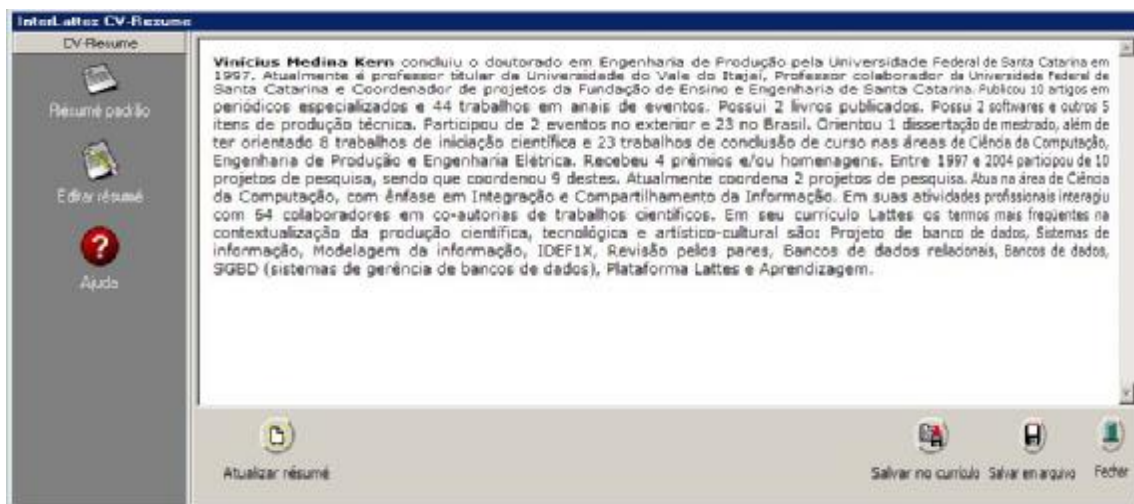 InterLattes CV-Resume
CV-Resume
Résumé padrão
Editar résumé
Ajuda
Vinícius Medina Kern concluiu o doutorado em Engenharia de Produção pela Universidade Federal de Santa Catarina em
1997. Atualmente é professor titular da Universidade do Vale do Itajaí, Professor colaborador da Universidade Federal de
Santa Catarina e Coordenador de projetos da Fundação de Ensino e Engenharia de Santa Catarina. Publicou 10 artigos em
periódicos especializados e 44 trabalhos em anais de eventos. Possui 2 livros publicados. Possui 2 softwares e outros 5
itens de produção técnica. Participou de 2 eventos no exterior e 23 no Brasil. Orientou 1 dissertação de mestrado, além de
ter orientado 8 trabalhos de iniciação científica e 23 trabalhos de conclusão de curso nas áreas de Ciência da Computação,
Engenharia de Produção e Engenharia Elétrica. Recebeu 4 prêmios e/ou homenagens. Entre 1997 e 2004 participou de 10
projetos de pesquisa, sendo que coordenou 9 destes. Atualmente coordena 2 projetos de pesquisa. Atua na área de Ciência
da Computação, com ênfase em Integração e Compartilhamento da Informação. Em suas atividades profissionais interagiu
com 54 colaboradores em co-autorias de trabalhos científicos. Em seu currículo Lattes os termos mais freqüentes na
contextualização da produção científica, tecnológica e artístico-cultural são: Projeto de banco de dados, Sistemas de
informação, Modelagem da informação, IDEF1X, Revisão pelos pares, Bancos de dados relacionais, Bancos de dados,
SGBD (sistemas de gerência de bancos de dados), Plataforma Lattes e Aprendizagem.
Atualizar résumé
Salvar no currículo
Salvar em arquivo
Fechar